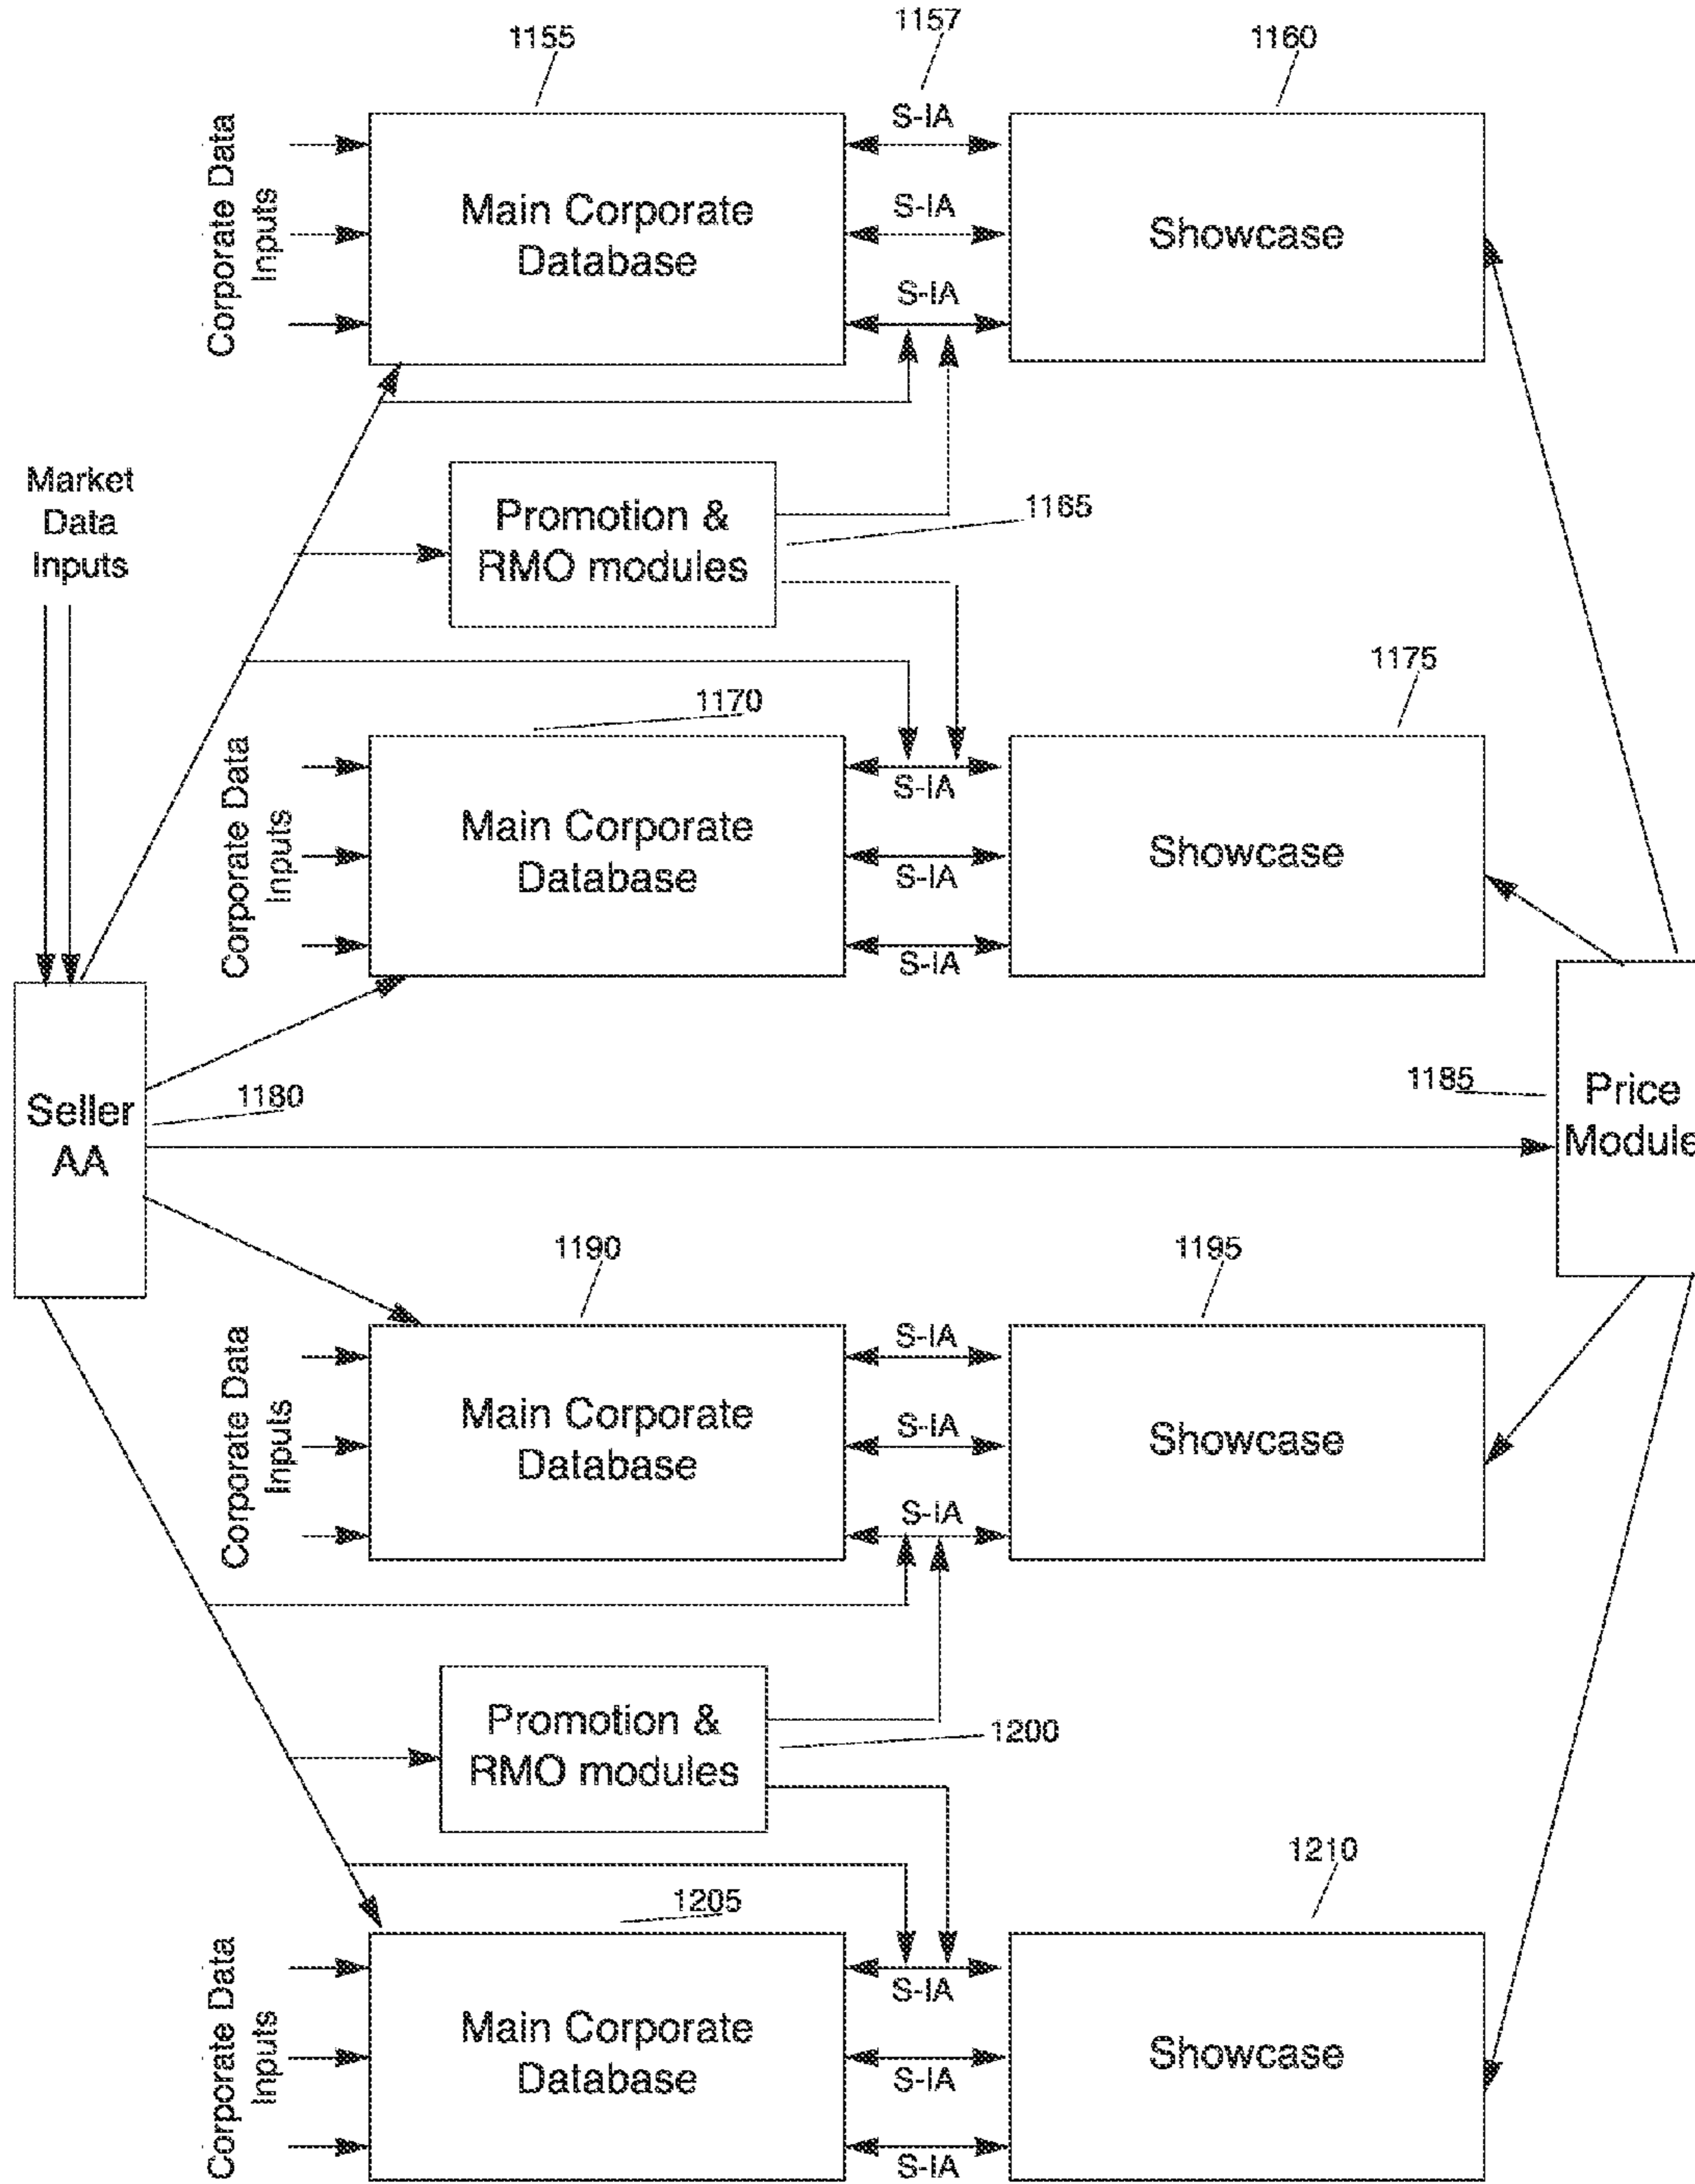 1155
1157
1160
Corporate Data
Inputs
Main Corporate
Database
S-IA
S-IA
S-IA
Showcase
Market
Data
Inputs
Promotion &
RMO modules
1165
1170
1175
Corporate Data
Inputs
Main Corporate
Database
S-IA
S-IA
S-IA
Showcase
Seller
AA
1180
1185
Price
Module
1190
1195
Corporate Data
Inputs
Main Corporate
Database
S-IA
S-IA
S-IA
Showcase
Promotion &
RMO modules
1200
1205
1210
Corporate Data
Inputs
Main Corporate
Database
S-IA
S-IA
S-IA
Showcase